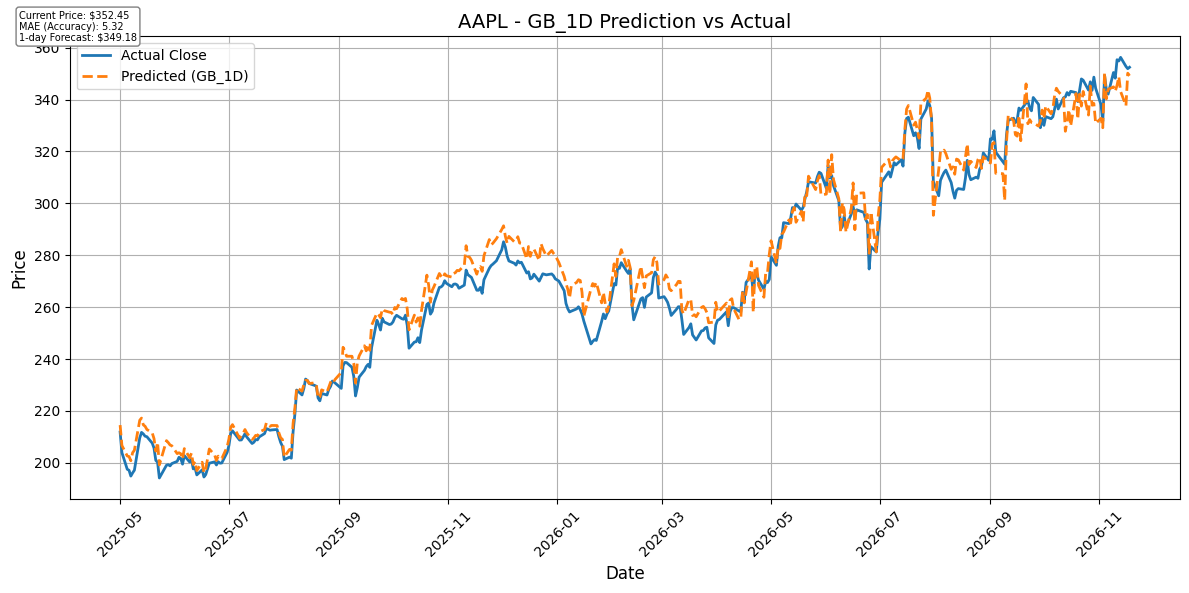 AAPL - GB_1D Prediction vs Actual
Current Price: $352.45
MAE (Accuracy): 5.32
1-day Forecast: $349.18
Actual Close
Predicted (GB_1D)
Price
360
340
320
300
280
260
240
220
200
2025-05
2025-07
2025-09
2025-11
2026-01
2026-03
2026-05
2026-07
2026-09
2026-11
Date